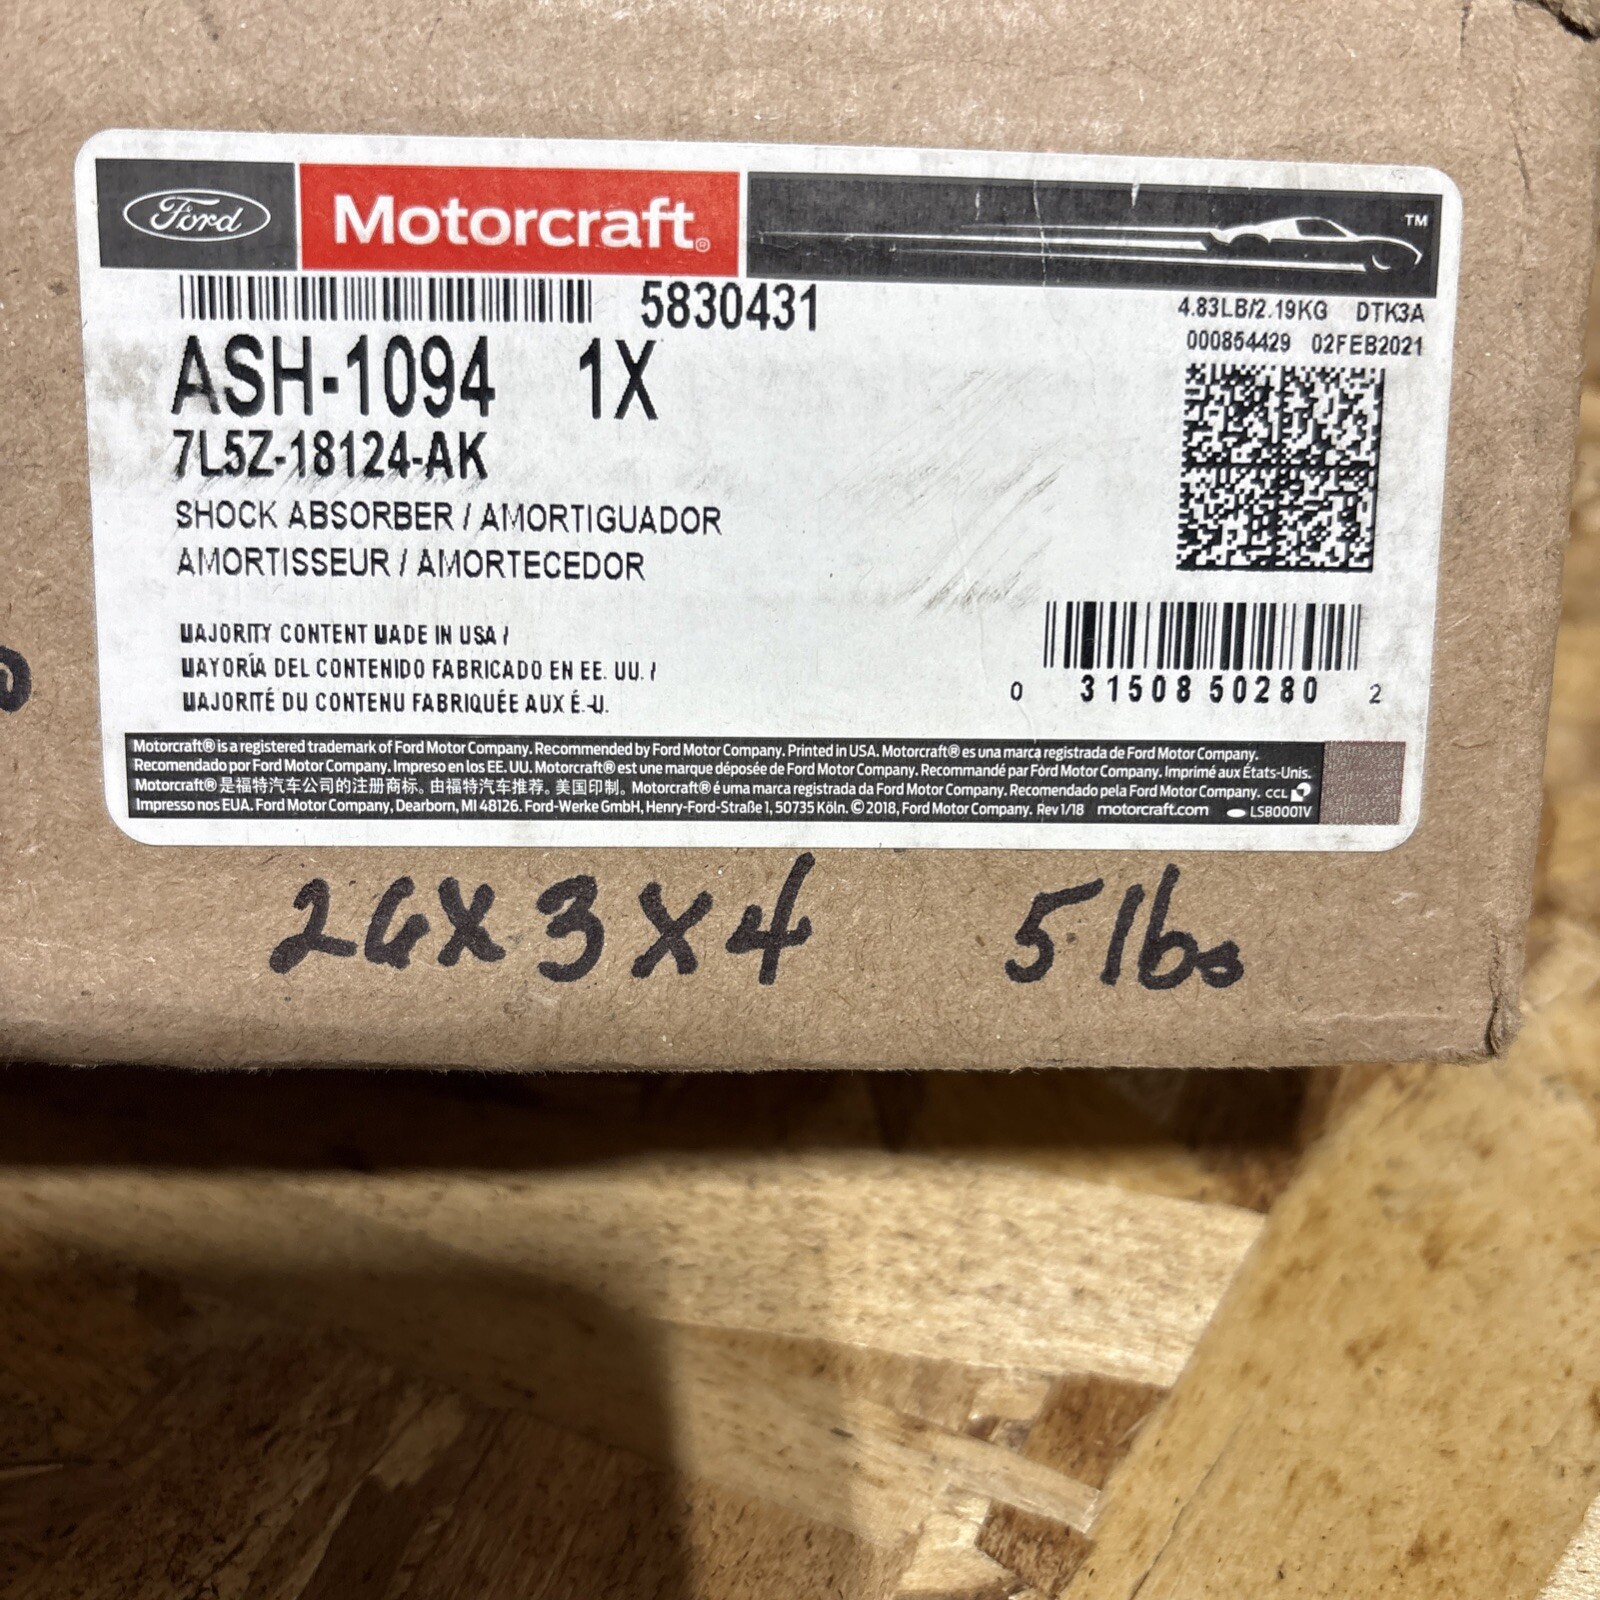 Ford Motorcraft® ™
5830431
4.83LB/2.19KG DTK3A
000854429 02FEB2021
ASH-1094 1X
7L5Z-18124-AK
SHOCK ABSORBER / AMORTIGUADOR
AMORTISSEUR / AMORTECEDOR
MAJORITY CONTENT MADE IN USA /
MAYORÍA DEL CONTENIDO FABRICADO EN EE. UU. /
MAJORITÉ DU CONTENU FABRIQUÉE AUX É.-U.
0 31508 50280 2
Motorcraft® is a registered trademark of Ford Motor Company. Recommended by Ford Motor Company. Printed in USA. Motorcraft® es una marca registrada de Ford Motor Company.
Recomendado por Ford Motor Company. Impreso en los EE. UU. Motorcraft® est une marque déposée de Ford Motor Company. Recommandé par Ford Motor Company. Imprimé aux États-Unis.
Motorcraft® 是福特汽车公司的注册商标。由福特汽车推荐。美国印制。Motorcraft® é uma marca registrada da Ford Motor Company. Recomendado pela Ford Motor Company. CCL
Impresso nos EUA. Ford Motor Company, Dearborn, MI 48126. Ford-Werke GmbH, Henry-Ford-Straße 1, 50735 Köln. © 2018, Ford Motor Company. Rev 1/18 motorcraft.com LSB0001V
26X3X4 5 lbs